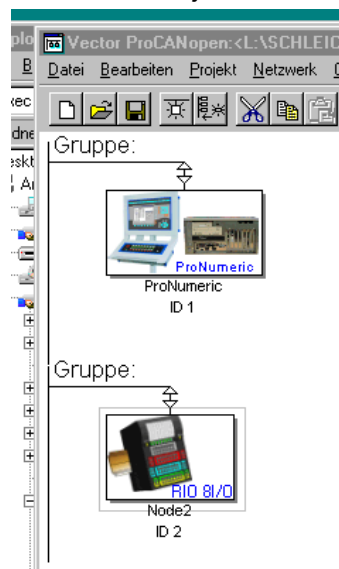 Vector ProCANopen:<L:\SCHLEIC
Datei Bearbeiten Projekt Netzwerk
Gruppe:
ProNumeric
ProNumeric
ID 1
Gruppe:
RIO 8I/O
Node2
ID 2